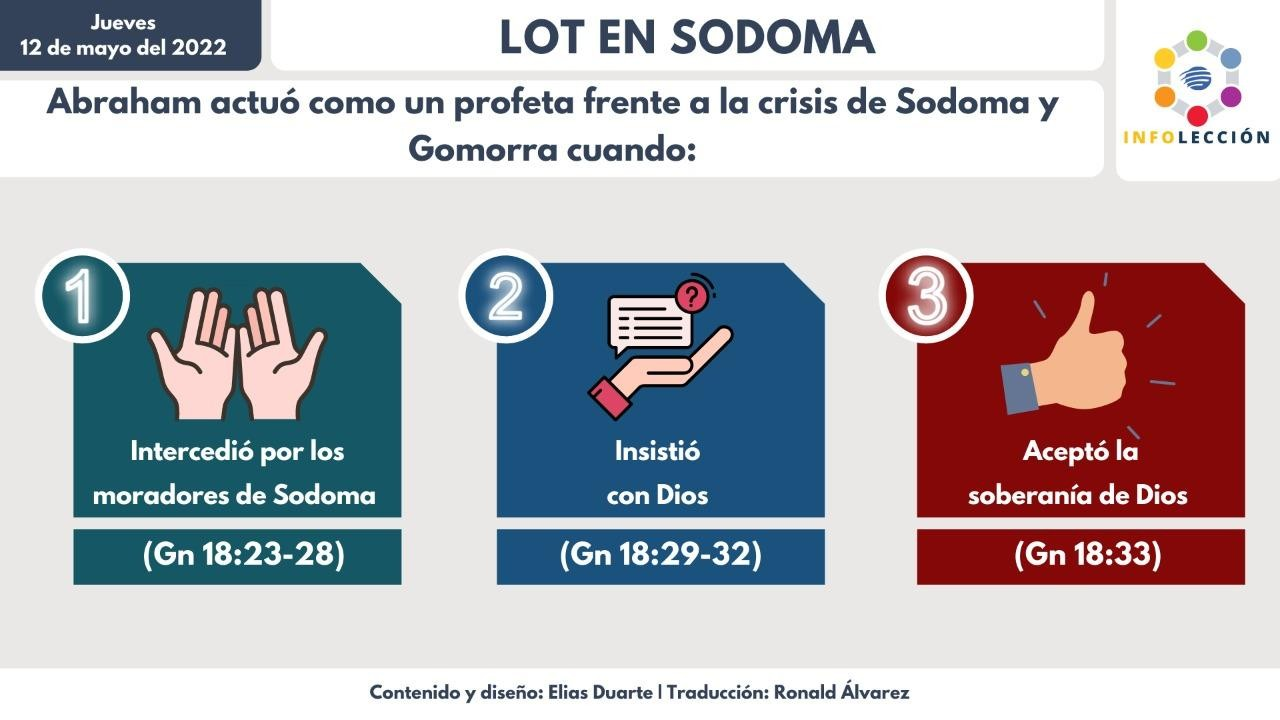 Jueves
12 de mayo del 2022
LOT EN SODOMA
INFOLECCIÓN
Abraham actuó como un profeta frente a la crisis de Sodoma y
Gomorra cuando:
1
Intercedió por los
moradores de Sodoma
(Gn 18:23-28)
2
?
Insistió
con Dios
(Gn 18:29-32)
3
Aceptó la
soberanía de Dios
(Gn 18:33)
Contenido y diseño: Elias Duarte | Traducción: Ronald Álvarez